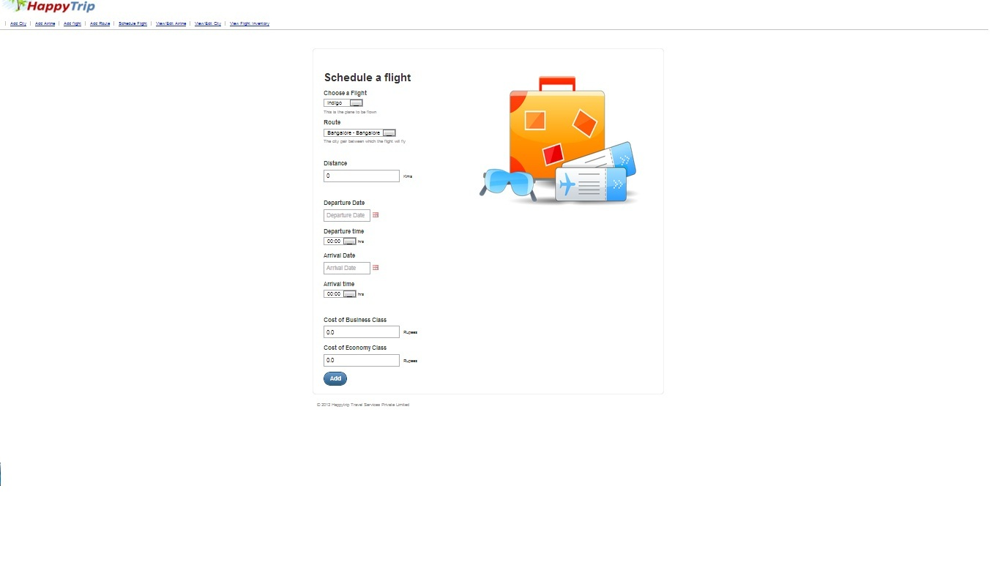 HappyTrip
| Add City | Add Airline | Add flight | Add Route | Schedule Flight | View/Edit Airline | View/Edit City | View Flight Inventory
Schedule a flight
Choose a Flight
Indigo
This is the plane to be flown
Route
Bangalore - Bangalore
The city pair between which the flight will fly
Distance
0 Kms
Departure Date
Departure Date
Departure time
00:00 hrs
Arrival Date
Arrival Date
Arrival time
00:00 hrs
Cost of Business Class
0.0 Rupees
Cost of Economy Class
0.0 Rupees
Add
© 2012 Happytrip Travel Services Private Limited